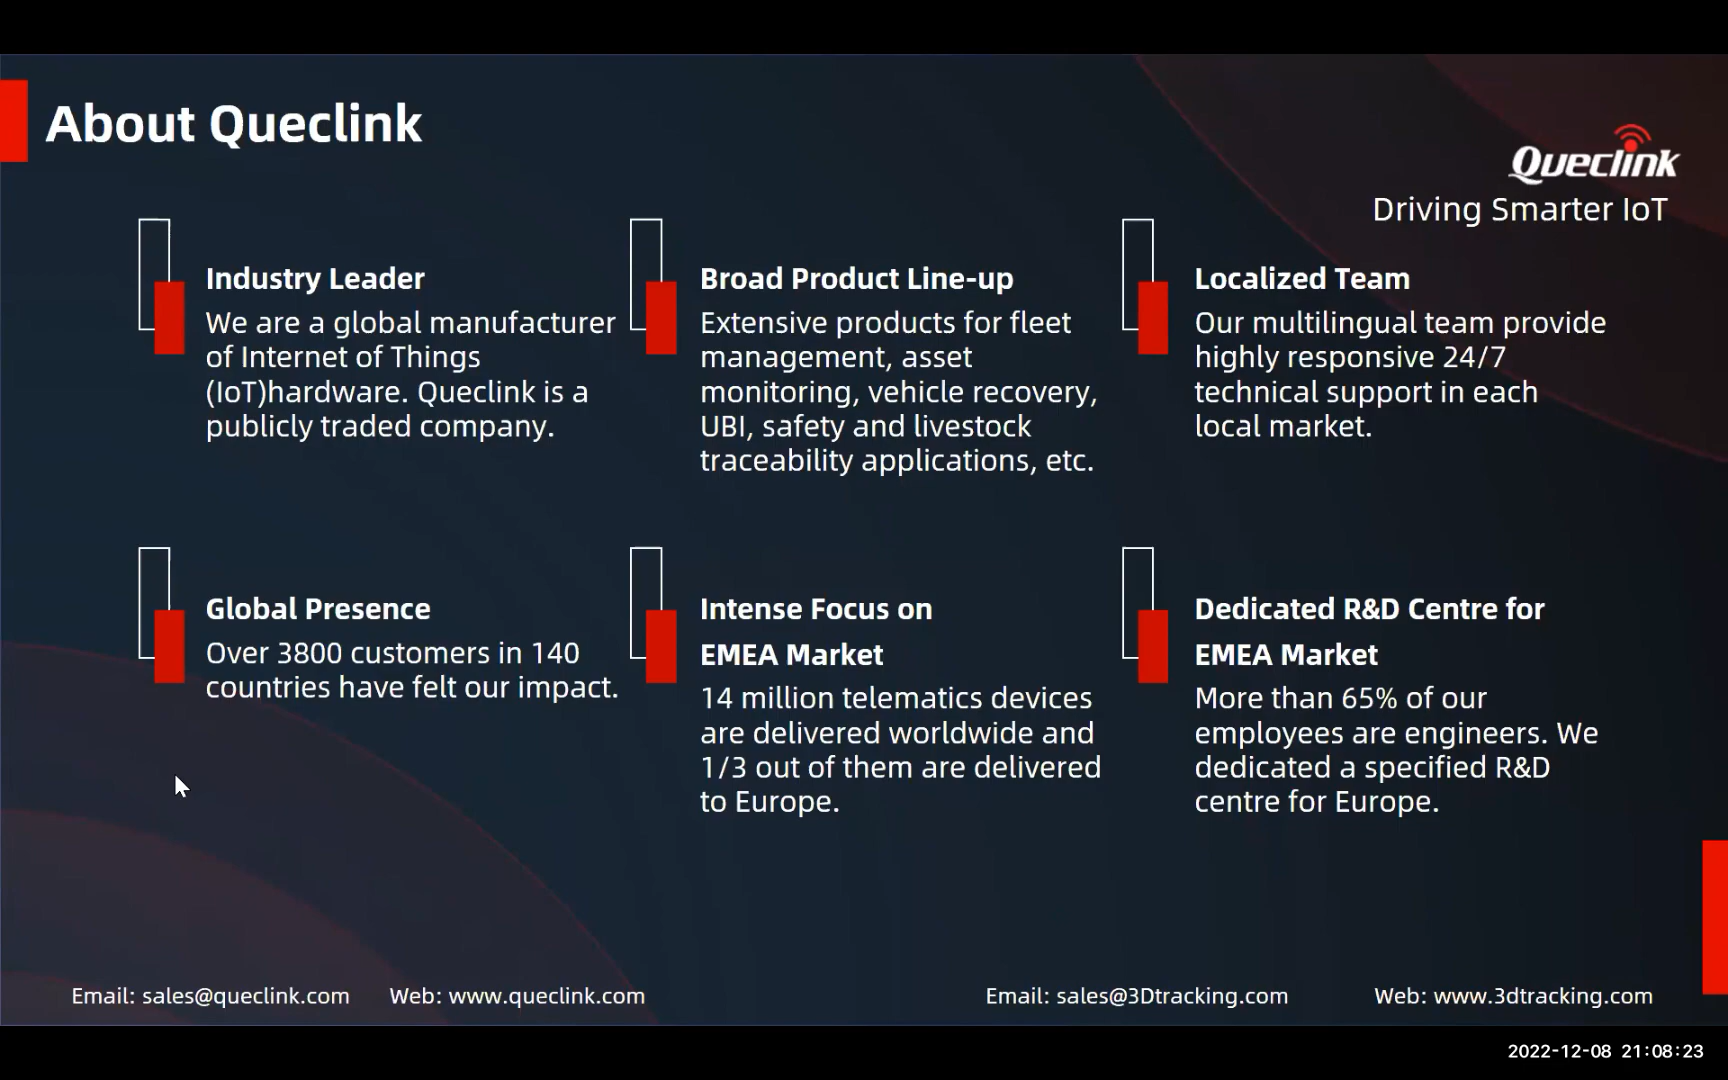 About Queclink
Queclink
Driving Smarter IoT
Industry Leader
We are a global manufacturer
of Internet of Things
(IoT)hardware. Queclink is a
publicly traded company.
Broad Product Line-up
Extensive products for fleet
management, asset
monitoring, vehicle recovery,
UBI, safety and livestock
traceability applications, etc.
Localized Team
Our multilingual team provide
highly responsive 24/7
technical support in each
local market.
Global Presence
Over 3800 customers in 140
countries have felt our impact.
Intense Focus on
EMEA Market
14 million telematics devices
are delivered worldwide and
1/3 out of them are delivered
to Europe.
Dedicated R&D Centre for
EMEA Market
More than 65% of our
employees are engineers. We
dedicated a specified R&D
centre for Europe.
Email: sales@queclink.com
Web: www.queclink.com
Email: sales@3Dtracking.com
Web: www.3dtracking.com
2022-12-08 21:08:23